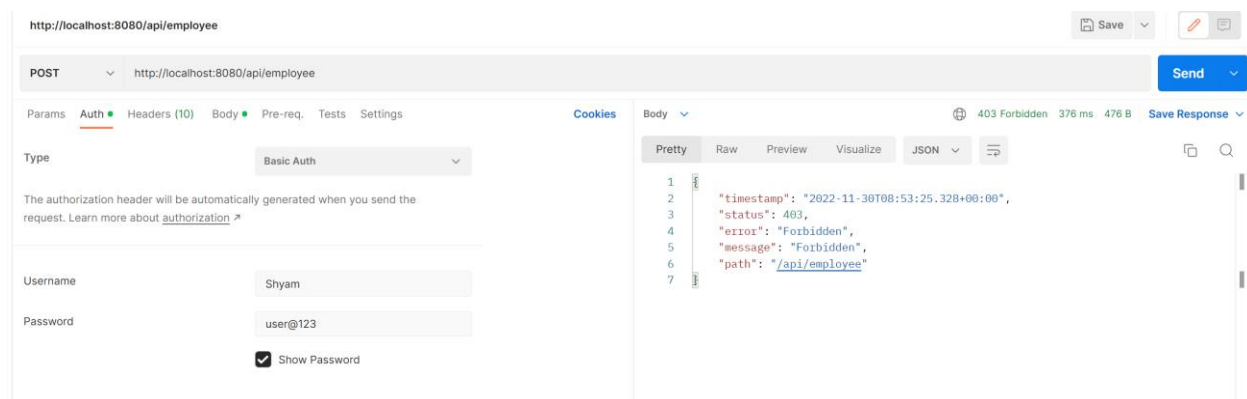 http://localhost:8080/api/employee
Save
POST http://localhost:8080/api/employee Send
Params Auth Headers (10) Body Pre-req. Tests Settings Cookies
Type Basic Auth
The authorization header will be automatically generated when you send the
request. Learn more about authorization ↗
Username Shyam
Password user@123
Show Password
Body 403 Forbidden 376 ms 476 B Save Response
Pretty Raw Preview Visualize JSON
1 {
2 "timestamp": "2022-11-30T08:53:25.328+00:00",
3 "status": 403,
4 "error": "Forbidden",
5 "message": "Forbidden",
6 "path": "/api/employee"
7 }